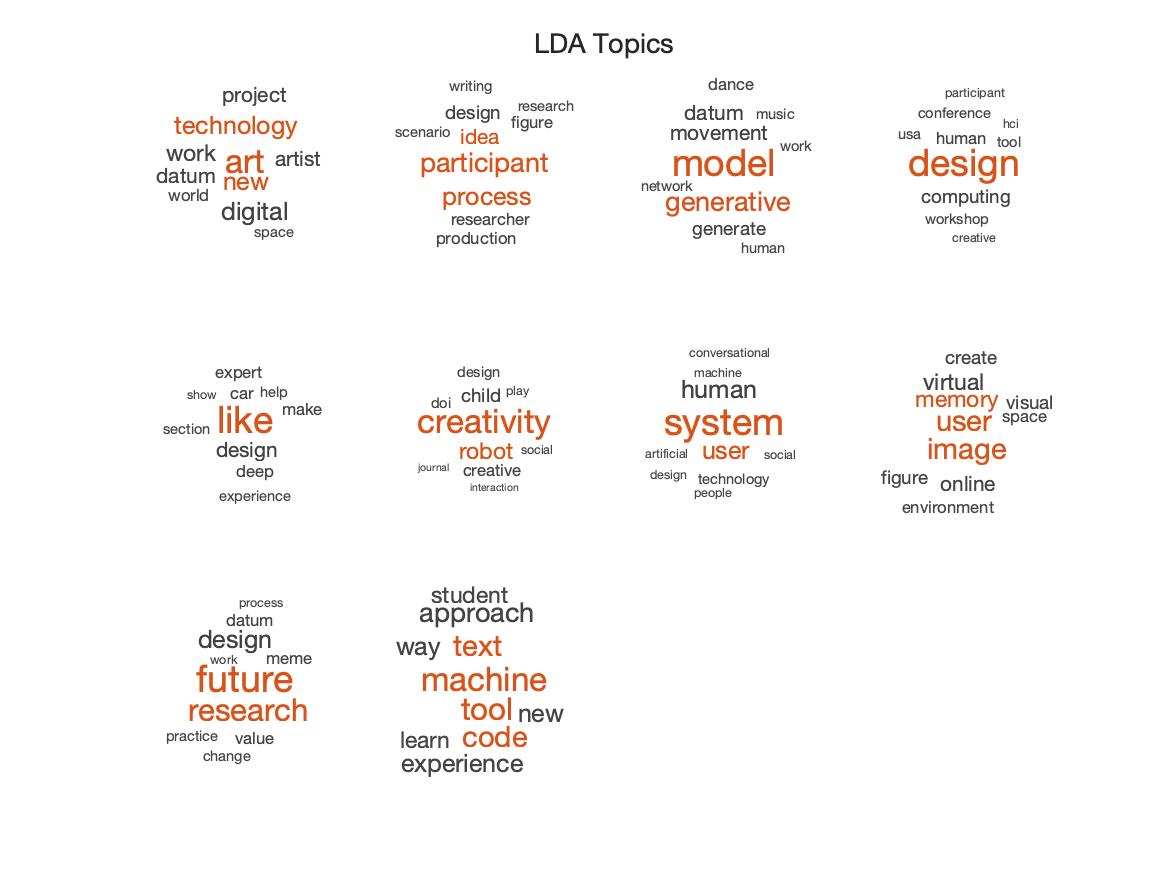 LDA Topics
project
technology
work art artist
datum new
world
digital
space
writing
design research
figure
scenario idea
participant
process
researcher
production
dance
datum music
movement
work
model
network
generative
generate
human
participant
conference
hci
usa human tool
design
computing
workshop
creative
expert
show car help
make
like
section
design
deep
experience
design
child play
doi
creativity
robot social
journal creative
interaction
conversational
machine
human
system
artificial user social
design technology
people
create
virtual
memory visual
user space
image
figure online
environment
process
datum
design
work meme
future
research
practice value
change
student
approach
way text
machine
tool new
learn code
experience